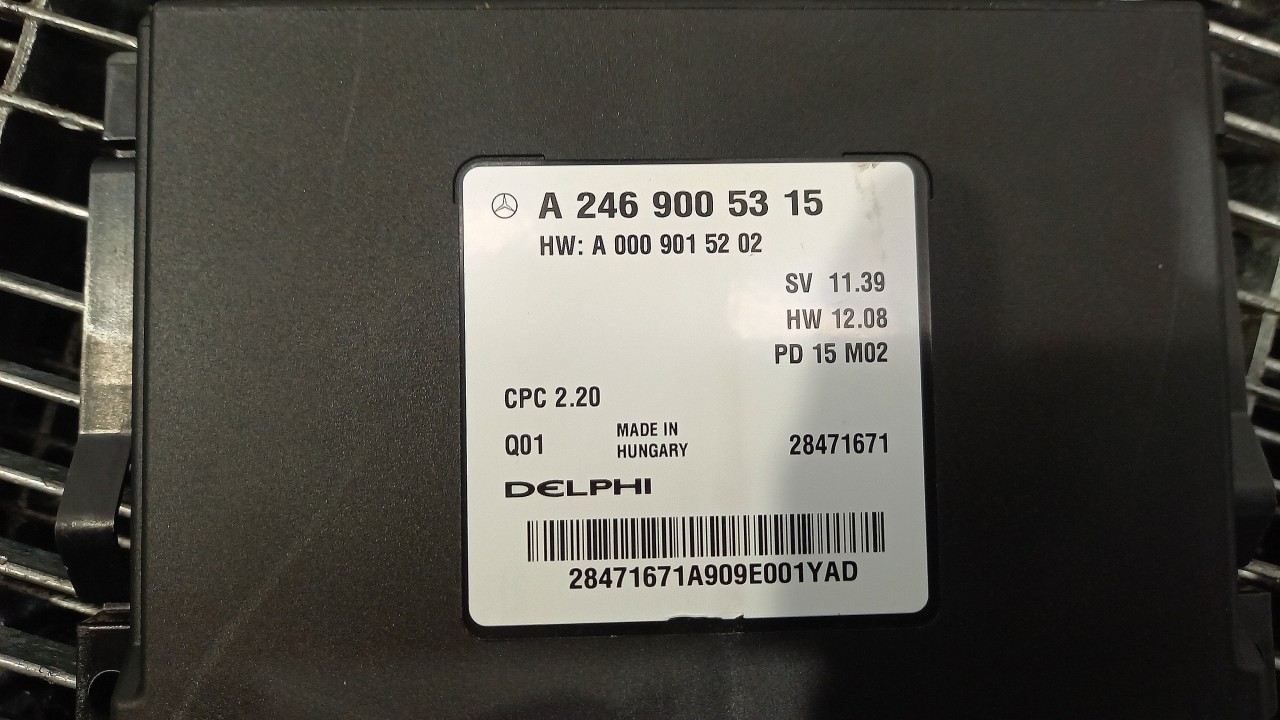 A 246 900 53 15
HW: A 000 901 52 02
SV 11.39
HW 12.08
PD 15 M02
CPC 2.20
Q01
MADE IN
HUNGARY
28471671
DELPHI
28471671A909E001YAD